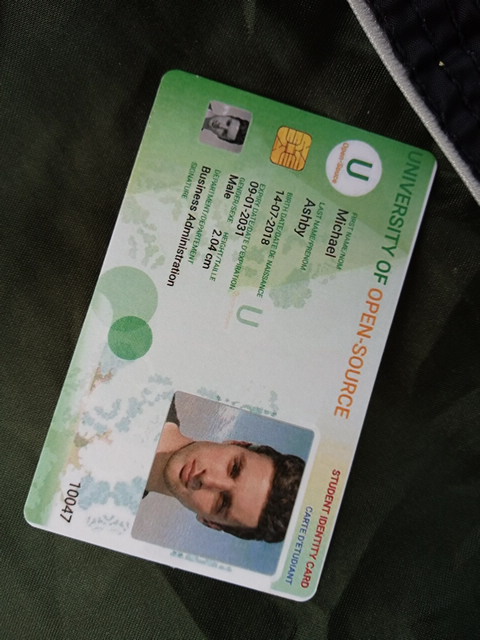 UNIVERSITY OF OPEN-SOURCE
STUDENT IDENTITY CARD
CARTE D'ETUDIANT
U
Open-Source
FIRST NAME/NOM
Michael
LAST NAME/PRENOM
Ashby
BIRTH DATE/DATE DE NAISSANCE
14-07-2018
EXPIRY DATE/DATE D'EXPIRATION
09-01-2031
GENDER/SEXE
Male
HEIGHT/TAILLE
2.04 cm
DEPARTMENT/DEPARTEMENT
Business Administration
SIGNATURE
U
10047